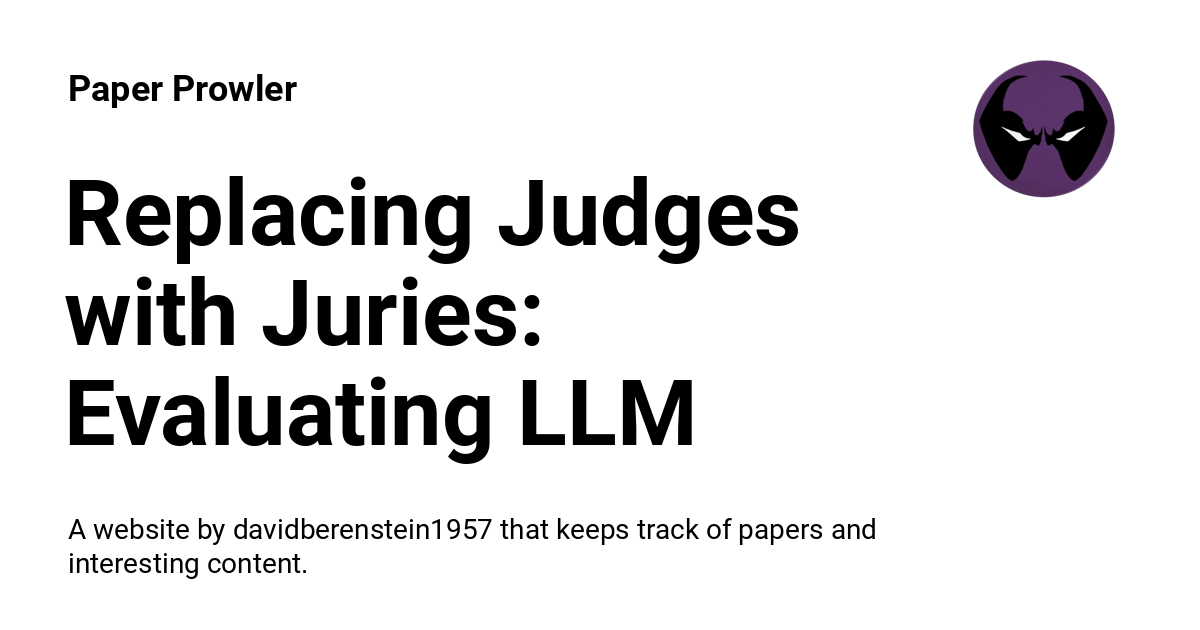 Paper Prowler
Replacing Judges
with Juries:
Evaluating LLM
A website by davidberenstein1957 that keeps track of papers and
interesting content.